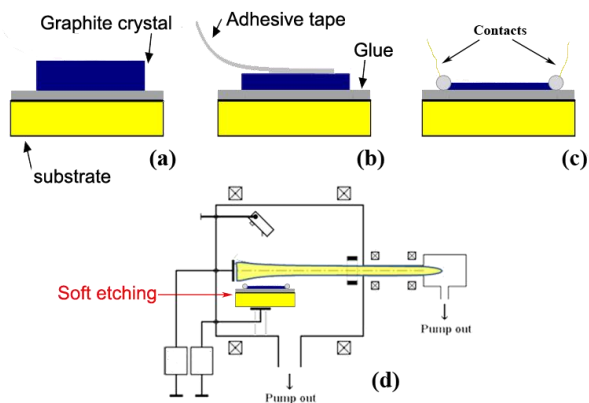 Graphite crystal
substrate
(a)
Adhesive tape
Glue
(b)
Contacts
(c)
Soft etching
Pump out
Pump out
(d)